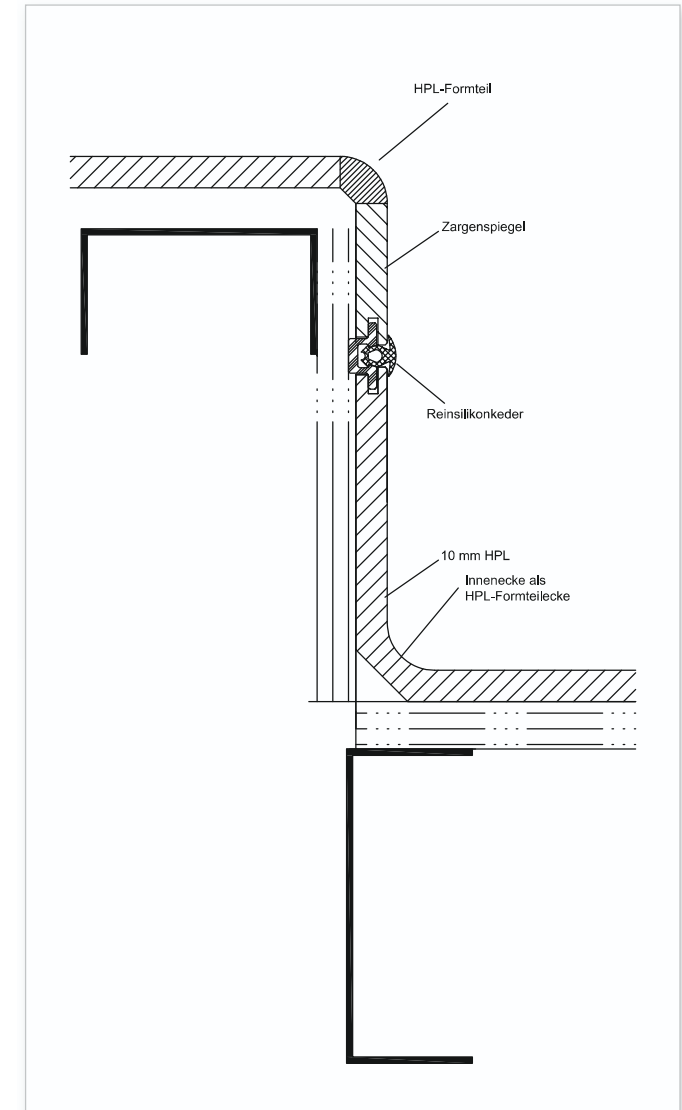 HPL-Formteil
Zargenspiegel
Reinsilikonkeder
10 mm HPL
Innenecke als
HPL-Formteilecke